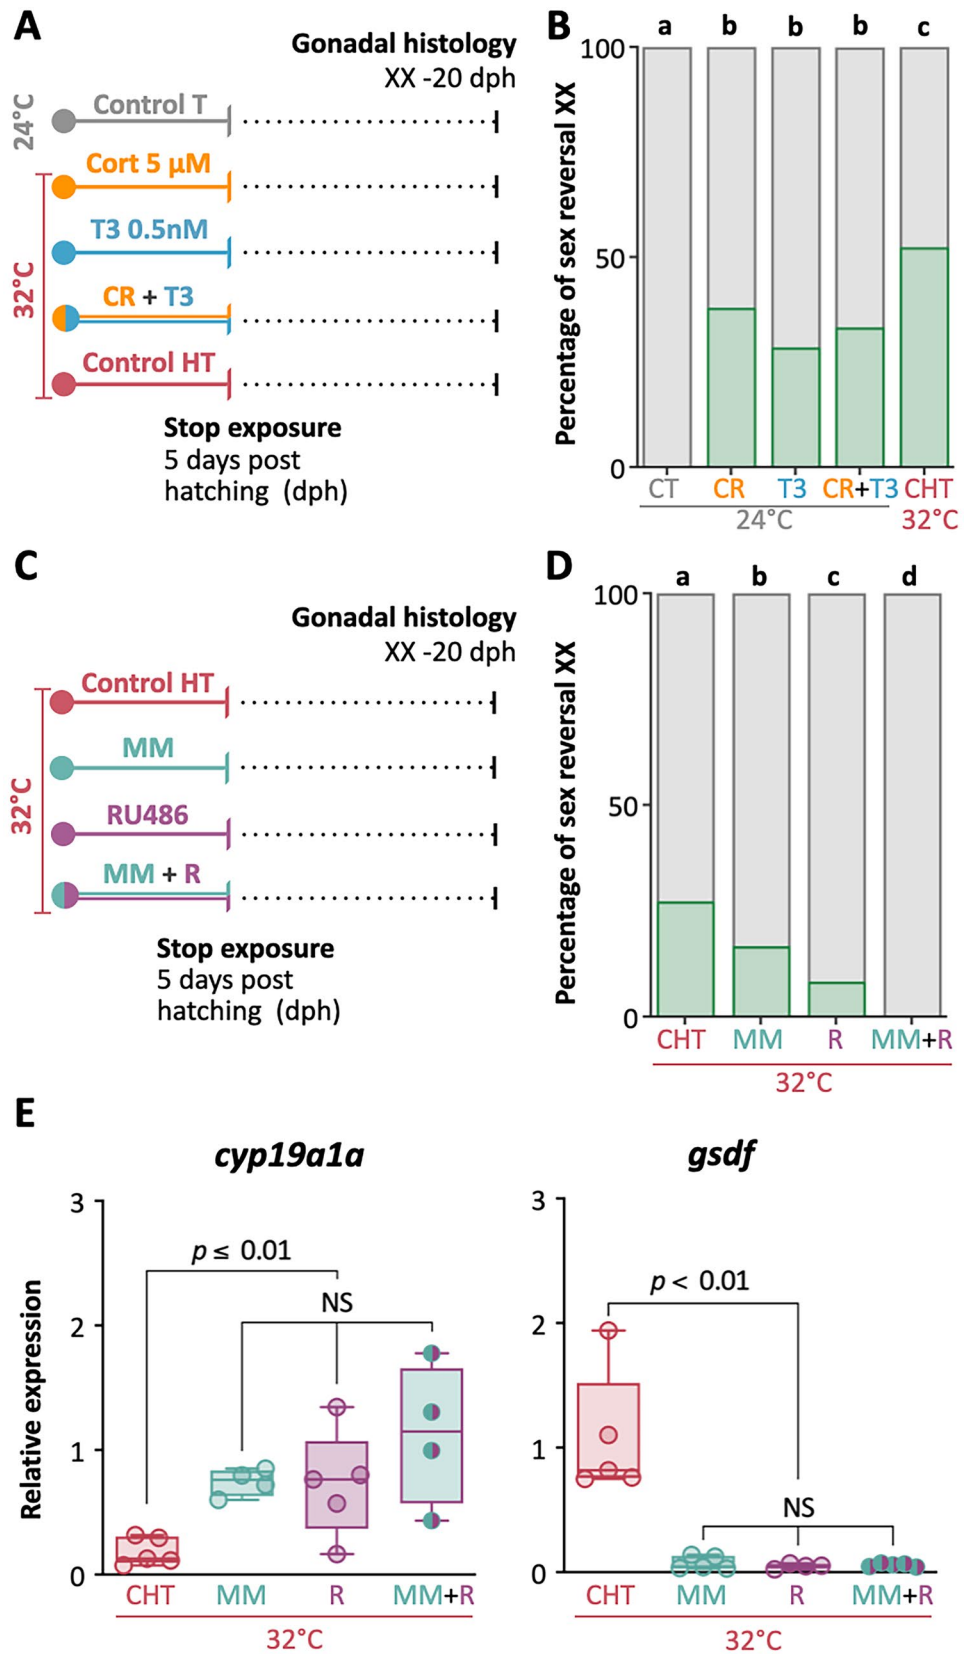 A
Gonadal histology
XX -20 dph
24°C
Control T
Cort 5 µM
T3 0.5nM
32°C
CR + T3
Control HT
Stop exposure
5 days post
hatching (dph)
B
a b b b c
Percentage of sex reversal XX
100
50
0
CT CR T3 CR+T3 CHT
24°C 32°C
C
Gonadal histology
XX -20 dph
Control HT
MM
32°C
RU486
MM + R
Stop exposure
5 days post
hatching (dph)
D
a b c d
Percentage of sex reversal XX
100
50
0
CHT MM R MM+R
32°C
E
cyp19a1a
Relative expression
3
2
1
0
p ≤ 0.01
NS
CHT MM R MM+R
32°C
gsdf
3
2
1
0
p < 0.01
NS
CHT MM R MM+R
32°C